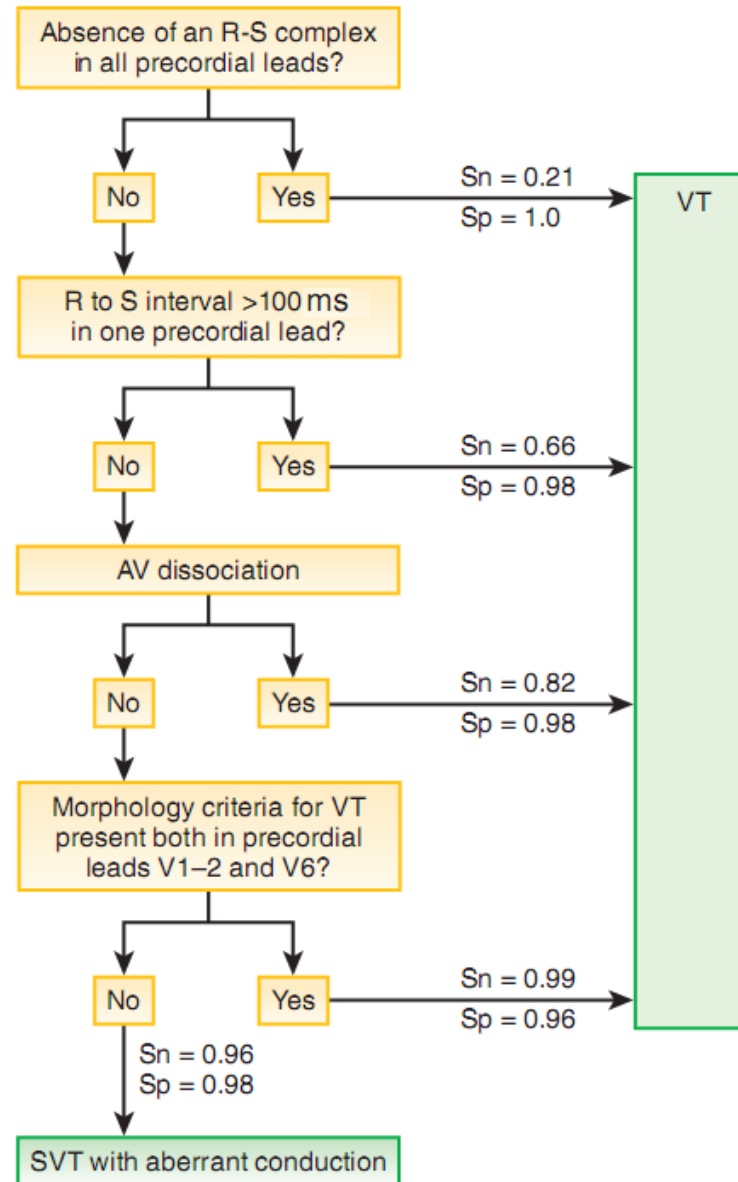 Absence of an R-S complex
in all precordial leads?
No
Yes
Sn = 0.21
Sp = 1.0
VT
R to S interval >100 ms
in one precordial lead?
No
Yes
Sn = 0.66
Sp = 0.98
AV dissociation
No
Yes
Sn = 0.82
Sp = 0.98
Morphology criteria for VT
present both in precordial
leads V1–2 and V6?
No
Yes
Sn = 0.99
Sp = 0.96
Sn = 0.96
Sp = 0.98
SVT with aberrant conduction